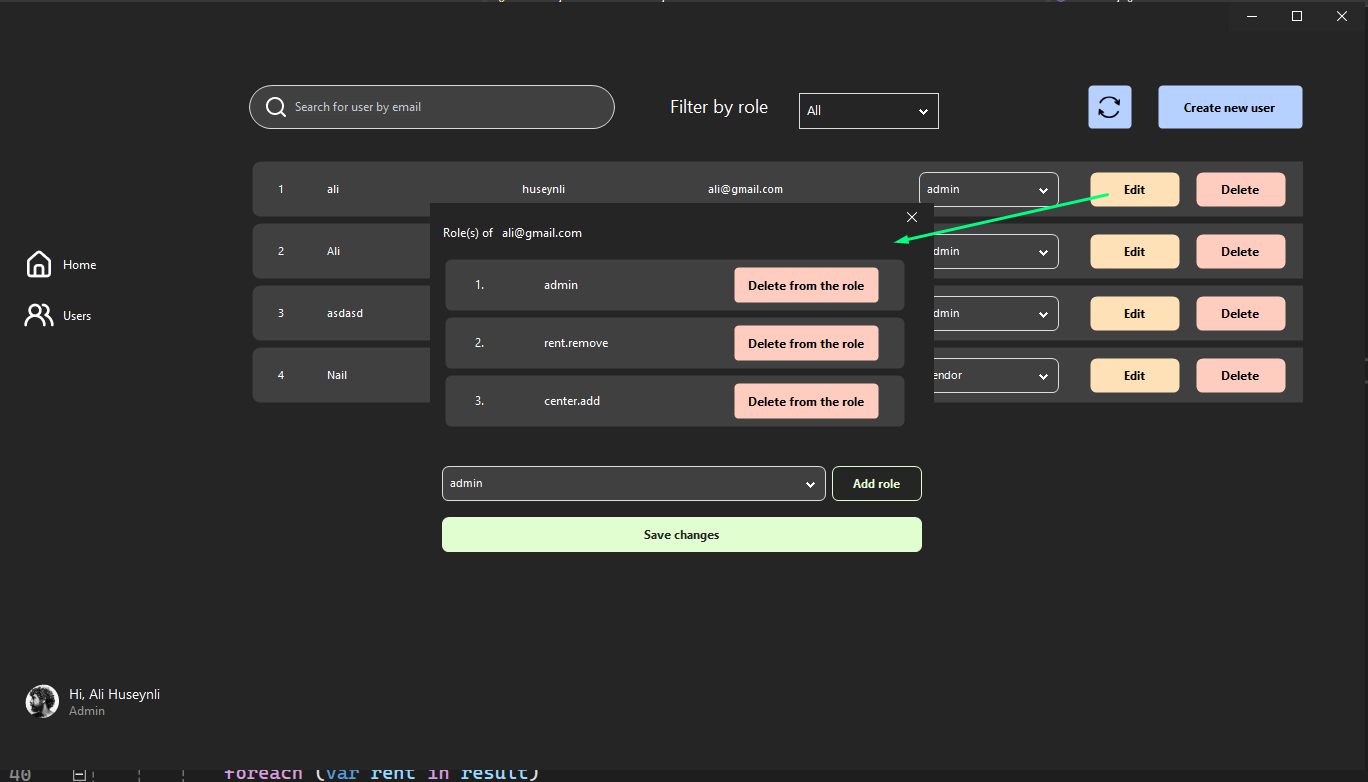 Search for user by email
Filter by role
All
Create new user
1 ali huseynli ali@gmail.com admin Edit Delete
Role(s) of ali@gmail.com
2 Ali dmin Edit Delete
Home
1. admin Delete from the role
Users
3 asdasd dmin Edit Delete
2. rent.remove Delete from the role
4 Nail endor Edit Delete
3. center.add Delete from the role
admin
Add role
Save changes
Hi, Ali Huseynli
Admin
40 foreach (var rent in result)